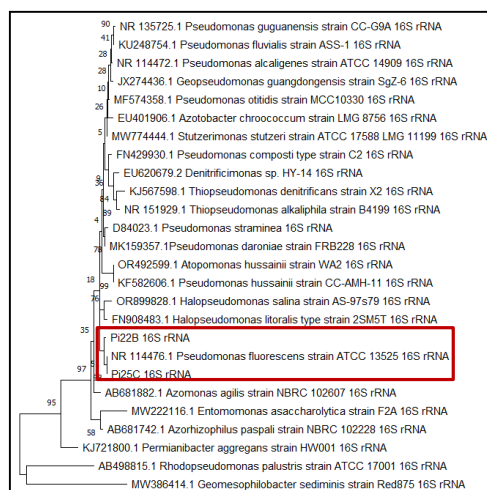 NR 135725.1 Pseudomonas guguanensis strain CC-G9A 16S rRNA
KU248754.1 Pseudomonas fluvialis strain ASS-1 16S rRNA
NR 114472.1 Pseudomonas alcaligenes strain ATCC 14909 16S rRNA
JX274436.1 Geopseudomonas guangdongensis strain SgZ-6 16S rRNA
MF574358.1 Pseudomonas otitidis strain MCC10330 16S rRNA
EU401906.1 Azotobacter chroococcum strain LMG 8756 16S rRNA
MW774444.1 Stutzerimonas stutzeri strain ATCC 17588 LMG 11199 16S rRNA
FN429930.1 Pseudomonas composti type strain C2 16S rRNA
EU620679.2 Denitrificimonas sp. HY-14 16S rRNA
KJ567598.1 Thiopseudomonas denitrificans strain X2 16S rRNA
NR 151929.1 Thiopseudomonas alkaliphila strain B4199 16S rRNA
D84023.1 Pseudomonas straminea 16S rRNA
MK159357.1Pseudomonas daroniae strain FRB228 16S rRNA
OR492599.1 Atopomonas hussainii strain WA2 16S rRNA
KF582606.1 Pseudomonas hussainii strain CC-AMH-11 16S rRNA
OR899828.1 Halopseudomonas salina strain AS-97s79 16S rRNA
FN908483.1 Halopseudomonas litoralis type strain 2SM5T 16S rRNA
Pi22B 16S rRNA
NR 114476.1 Pseudomonas fluorescens strain ATCC 13525 16S rRNA
Pi25C 16S rRNA
AB681882.1 Azomonas agilis strain NBRC 102607 16S rRNA
MW222116.1 Entomomonas asaccharolytica strain F2A 16S rRNA
AB681742.1 Azorhizophilus paspali strain NBRC 102228 16S rRNA
KJ721800.1 Permianibacter aggregans strain HW001 16S rRNA
AB498815.1 Rhodopseudomonas palustris strain ATCC 17001 16S rRNA
MW386414.1 Geomesophilobacter sediminis strain Red875 16S rRNA
90
41
28
28
10
26
5
9
84
89
4
78
18
99
76
35
97
95
58